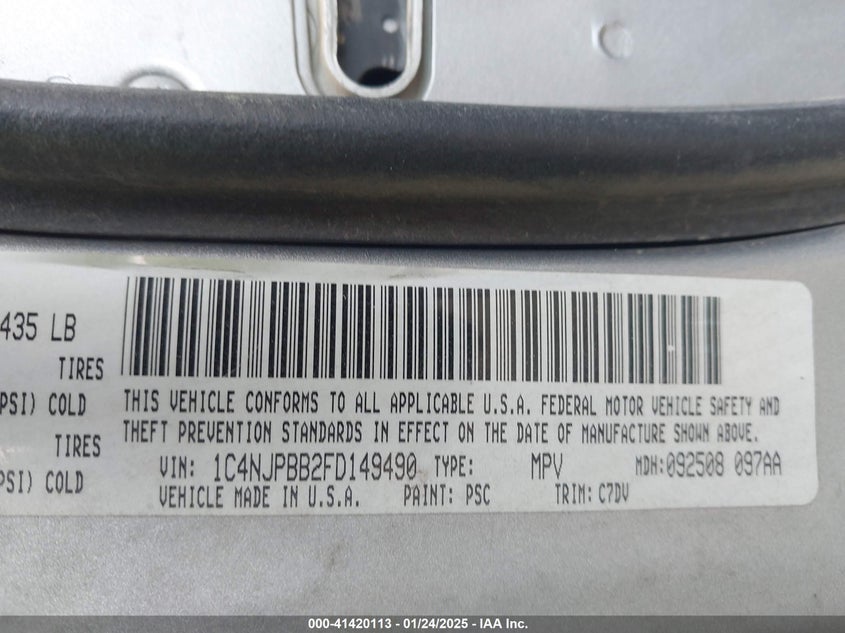 435 LB
TIRES
PSI) COLD
TIRES
PSI) COLD
THIS VEHICLE CONFORMS TO ALL APPLICABLE U.S.A. FEDERAL MOTOR VEHICLE SAFETY AND
THEFT PREVENTION STANDARDS IN EFFECT ON THE DATE OF MANUFACTURE SHOWN ABOVE.
VIN: 1C4NJPBB2FD149490 TYPE: MPV MDH:092508 097AA
VEHICLE MADE IN U.S.A. PAINT: PSC TRIM: C7DV
000-41420113 - 01/24/2025 - IAA Inc.